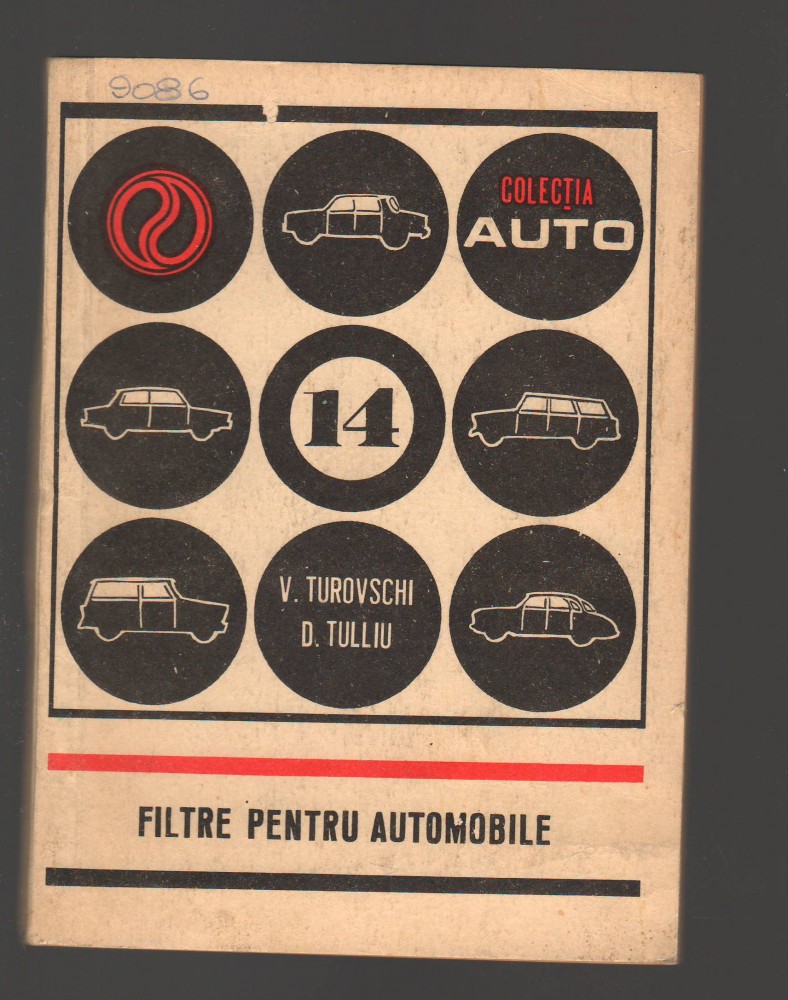 9086
COLECȚIA
AUTO
14
V. TUROVSCHI
D. TULLIU
FILTRE PENTRU AUTOMOBILE